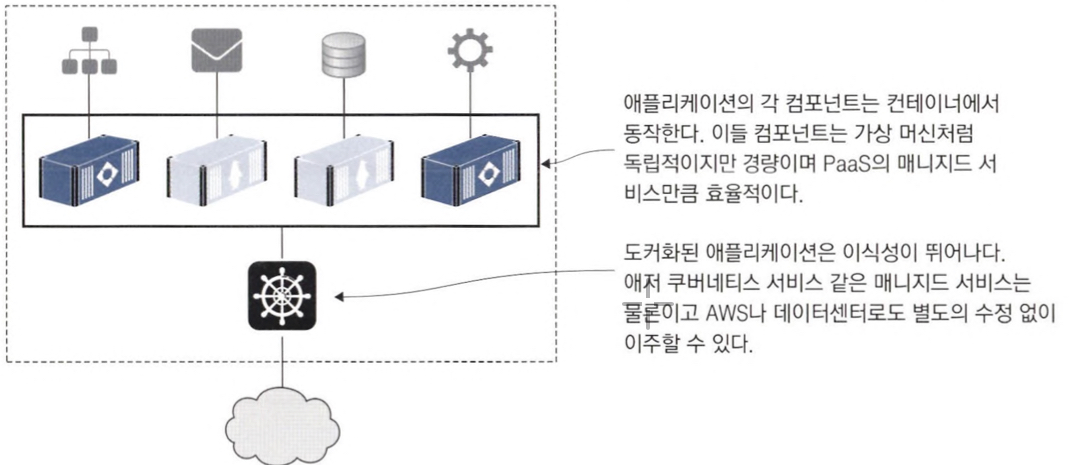 애플리케이션의 각 컴포넌트는 컨테이너에서
동작한다. 이들 컴포넌트는 가상 머신처럼
독립적이지만 경량이며 PaaS의 매니지드 서
비스만큼 효율적이다.
도커화된 애플리케이션은 이식성이 뛰어나다.
애저 쿠버네티스 서비스 같은 매니지드 서비스는
물론이고 AWS나 데이터센터로도 별도의 수정 없이
이주할 수 있다.